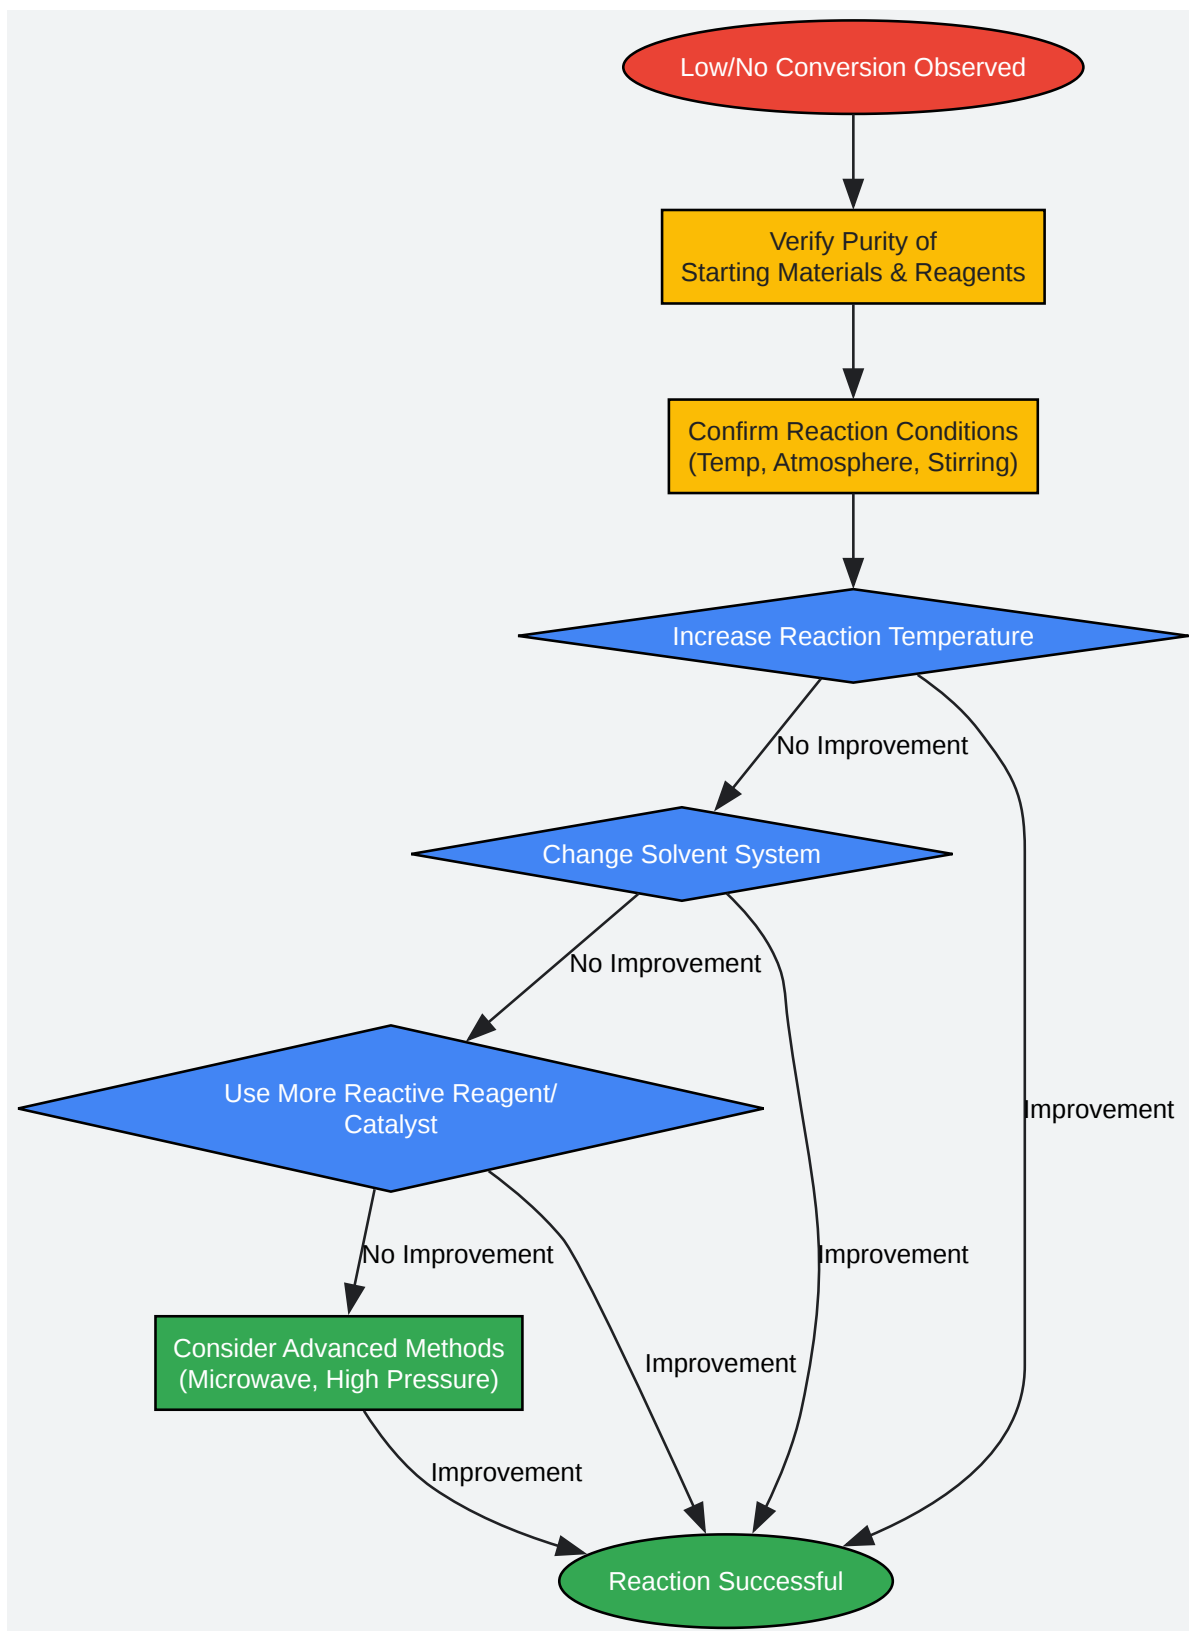 Low/No Conversion Observed
Verify Purity of
Starting Materials & Reagents
Confirm Reaction Conditions
(Temp, Atmosphere, Stirring)
Increase Reaction Temperature
No Improvement
Change Solvent System
No Improvement
Use More Reactive Reagent/
Catalyst
Improvement
No Improvement
Improvement
Consider Advanced Methods
(Microwave, High Pressure)
Improvement
Improvement
Reaction Successful